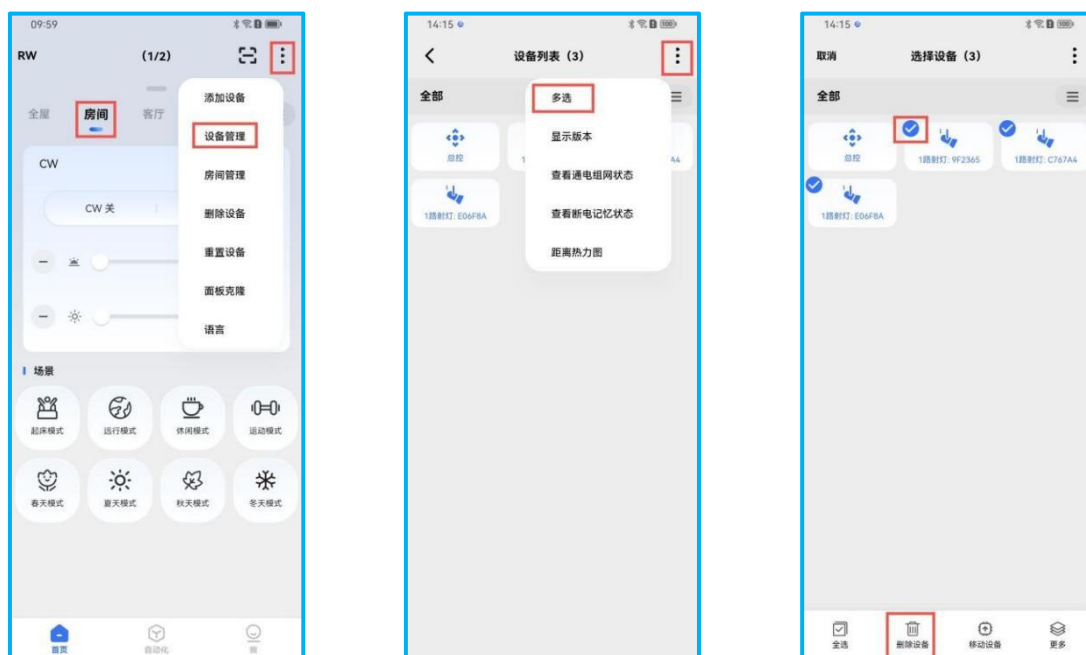 09:59
RW (1/2)
添加设备
全屋 房间 客厅
设备管理
CW
房间管理
CW 关
删除设备
重置设备
面板克隆
语言
场景
起床模式 远行模式 休闲模式 运动模式
春天模式 夏天模式 秋天模式 冬天模式
首页 自动化 我
14:15
设备列表（3）
全部
多选
总控
显示版本
查看通电组网状态
1路射灯: E06F8A
查看断电记忆状态
距离热力图
14:15
取消 选择设备（3）
全部
总控 1路射灯: 9F2365 1路射灯: C767A4
1路射灯: E06F8A
全选 删除设备 移动设备 更多